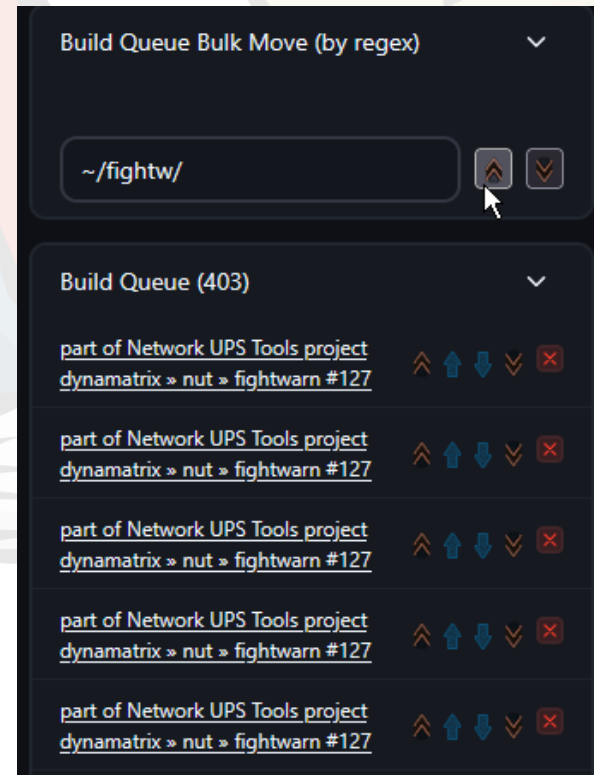 Build Queue Bulk Move (by regex)
~/fightw/
Build Queue (403)
part of Network UPS Tools project
dynamatrix » nut » fightwarn #127
part of Network UPS Tools project
dynamatrix » nut » fightwarn #127
part of Network UPS Tools project
dynamatrix » nut » fightwarn #127
part of Network UPS Tools project
dynamatrix » nut » fightwarn #127
part of Network UPS Tools project
dynamatrix » nut » fightwarn #127